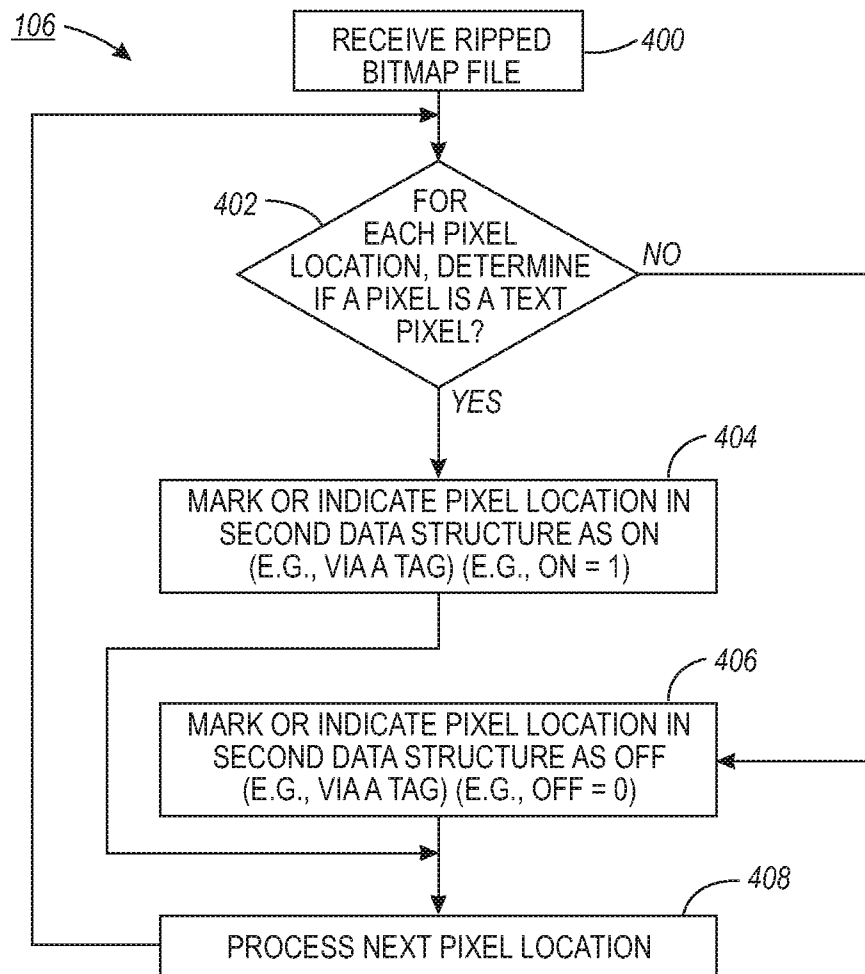 106
RECEIVE RIPPED
BITMAP FILE
400
402
FOR
EACH PIXEL
LOCATION, DETERMINE
IF A PIXEL IS A TEXT
PIXEL?
NO
YES
404
MARK OR INDICATE PIXEL LOCATION IN
SECOND DATA STRUCTURE AS ON
(E.G., VIA A TAG) (E.G., ON = 1)
406
MARK OR INDICATE PIXEL LOCATION IN
SECOND DATA STRUCTURE AS OFF
(E.G., VIA A TAG) (E.G., OFF = 0)
408
PROCESS NEXT PIXEL LOCATION